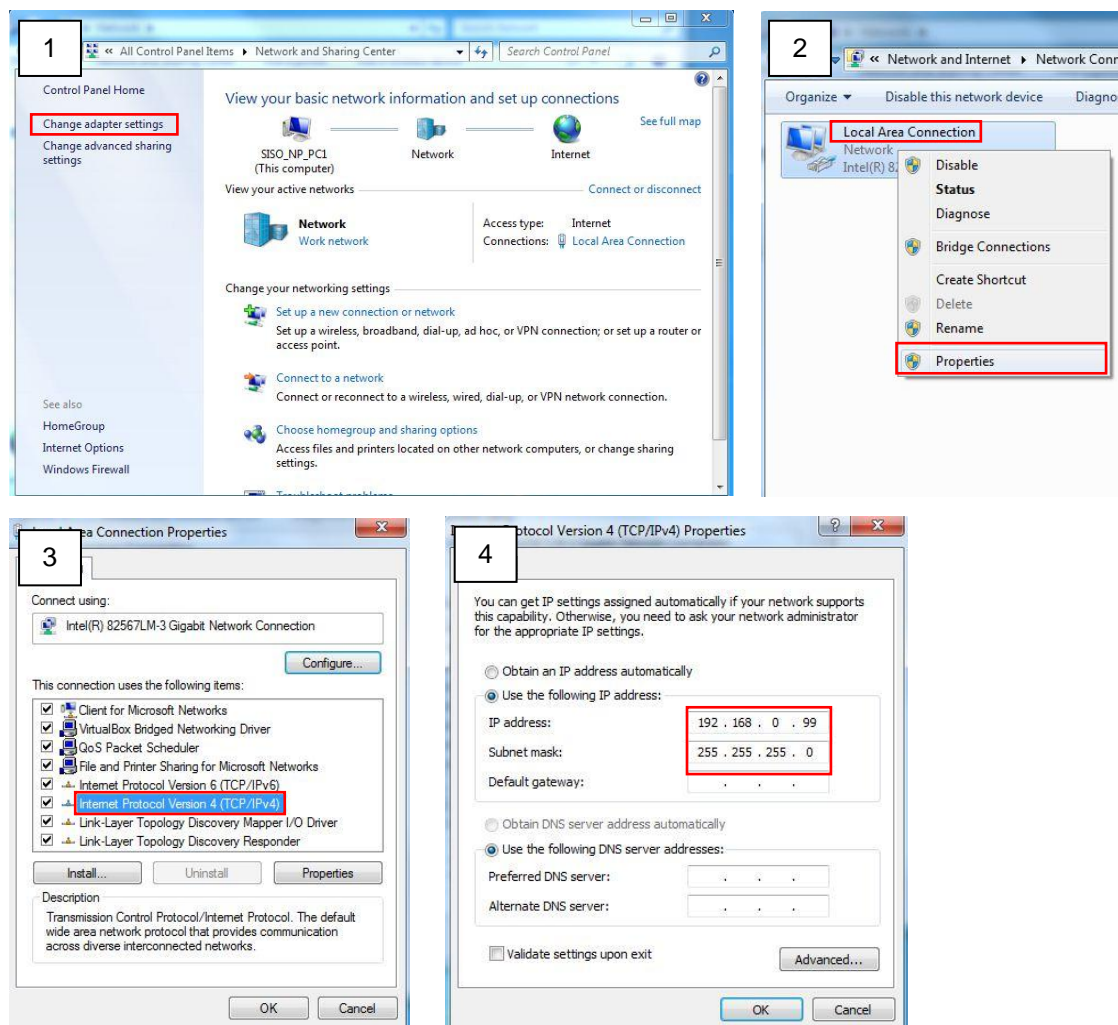 1
« All Control Panel Items ▸ Network and Sharing Center
Search Control Panel
Control Panel Home
Change adapter settings
Change advanced sharing
settings
See also
HomeGroup
Internet Options
Windows Firewall
View your basic network information and set up connections
See full map
SISO_NP_PC1
(This computer)
Network
Internet
View your active networks
Connect or disconnect
Network
Work network
Access type: Internet
Connections: Local Area Connection
Change your networking settings
Set up a new connection or network
Set up a wireless, broadband, dial-up, ad hoc, or VPN connection; or set up a router or
access point.
Connect to a network
Connect or reconnect to a wireless, wired, dial-up, or VPN network connection.
Choose homegroup and sharing options
Access files and printers located on other network computers, or change sharing
settings.
2
« Network and Internet ▸ Network Conn
Organize Disable this network device Diagno
Local Area Connection
Network
Intel(R) 8
Disable
Status
Diagnose
Bridge Connections
Create Shortcut
Delete
Rename
Properties
3
Connection Properties
Connect using:
Intel(R) 82567LM-3 Gigabit Network Connection
Configure...
This connection uses the following items:
Client for Microsoft Networks
VirtualBox Bridged Networking Driver
QoS Packet Scheduler
File and Printer Sharing for Microsoft Networks
Internet Protocol Version 6 (TCP/IPv6)
Internet Protocol Version 4 (TCP/IPv4)
Link-Layer Topology Discovery Mapper I/O Driver
Link-Layer Topology Discovery Responder
Install... Uninstall Properties
Description
Transmission Control Protocol/Internet Protocol. The default
wide area network protocol that provides communication
across diverse interconnected networks.
OK Cancel
4
otocol Version 4 (TCP/IPv4) Properties
You can get IP settings assigned automatically if your network supports
this capability. Otherwise, you need to ask your network administrator
for the appropriate IP settings.
Obtain an IP address automatically
Use the following IP address:
IP address: 192 . 168 . 0 . 99
Subnet mask: 255 . 255 . 255 . 0
Default gateway: . . .
Obtain DNS server address automatically
Use the following DNS server addresses:
Preferred DNS server: . . .
Alternate DNS server: . . .
Validate settings upon exit
Advanced...
OK Cancel